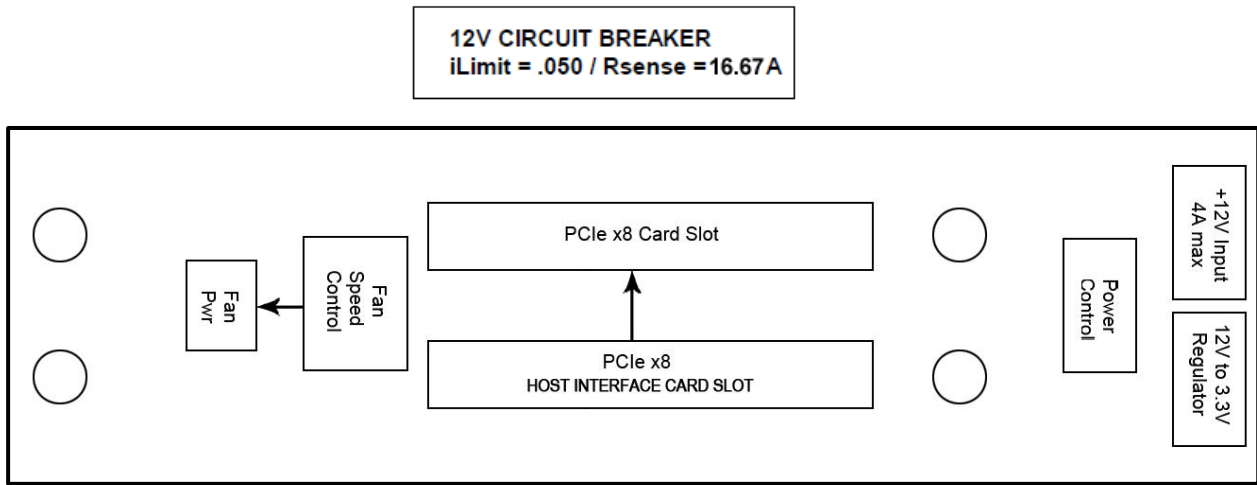 12V CIRCUIT BREAKER
iLimit = .050 / Rsense =16.67A
+12V Input
4A max
PCIe x8 Card Slot
Fan
Speed
Control
Fan
Pwr
Power
Control
12V to 3.3V
Regulator
PCIe x8
HOST INTERFACE CARD SLOT